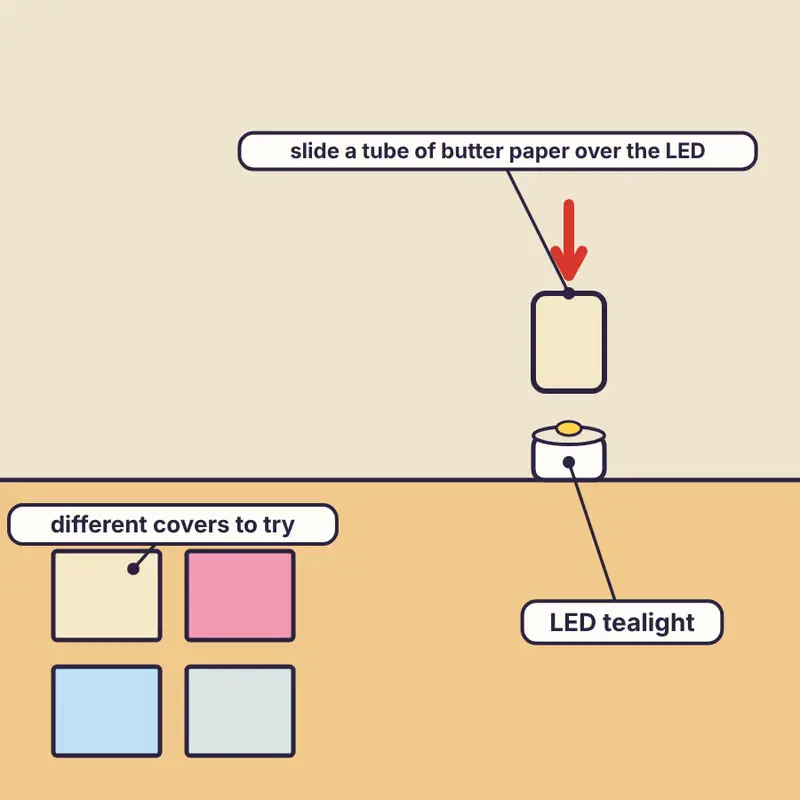 slide a tube of butter paper over the LED
different covers to try
LED tealight